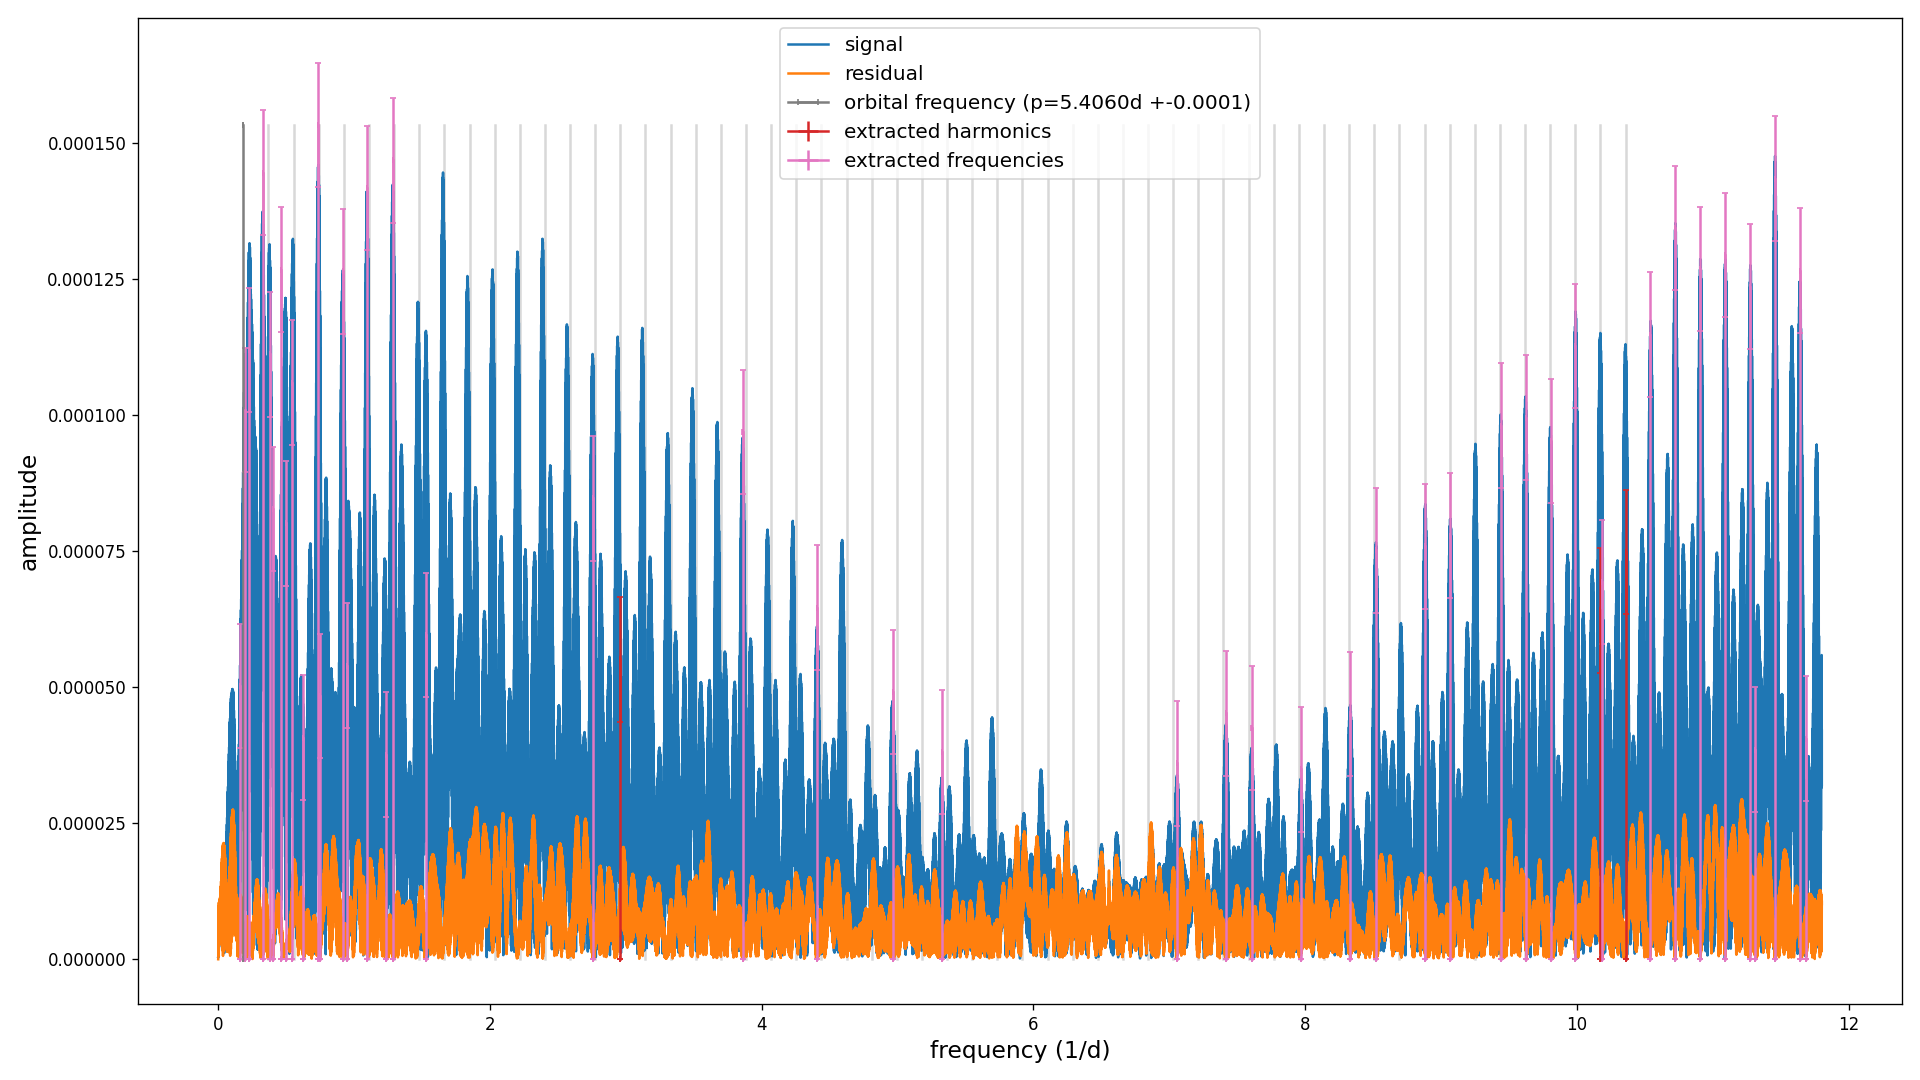 signal
residual
orbital frequency (p=5.4060d +-0.0001)
extracted harmonics
extracted frequencies
amplitude
0.000150
0.000125
0.000100
0.000075
0.000050
0.000025
0.000000
0 2 4 6 8 10 12
frequency (1/d)